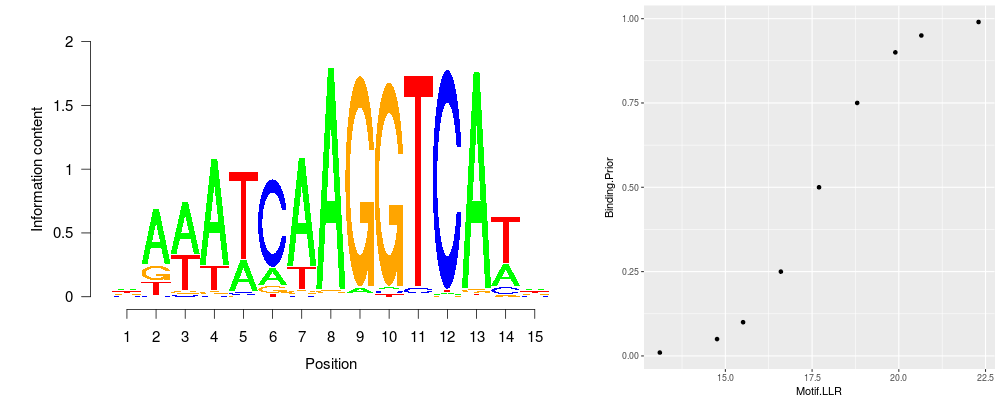 2
1.5
1
0.5
0
Information content
1 2 3 4 5 6 7 8 9 10 11 12 13 14 15
Position
A A A T C A A G G T C A T
G T T A A T A
T
1.00
0.75
0.50
0.25
0.00
Binding.Prior
15.0 17.5 20.0 22.5
Motif.LLR